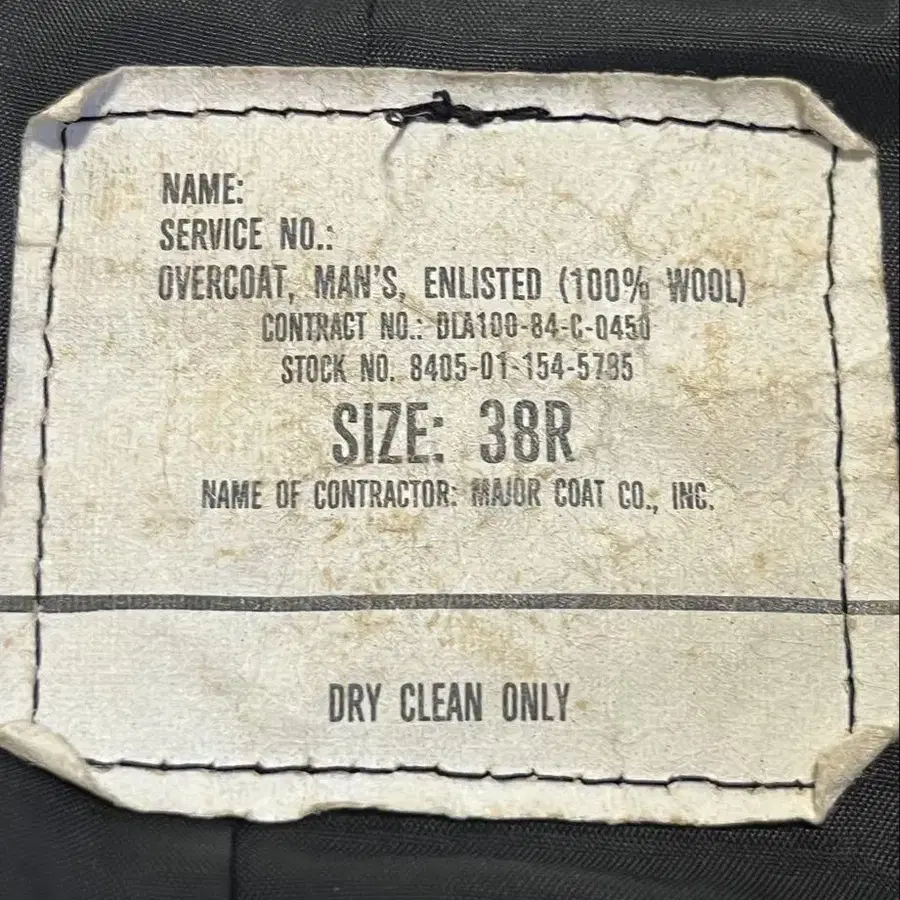 NAME:
SERVICE NO.:
OVERCOAT, MAN'S, ENLISTED (100% WOOL)
CONTRACT NO.: DLA100-84-C-0450
STOCK NO. 8405-01-154-5785
SIZE: 38R
NAME OF CONTRACTOR: MAJOR COAT CO., INC.
DRY CLEAN ONLY